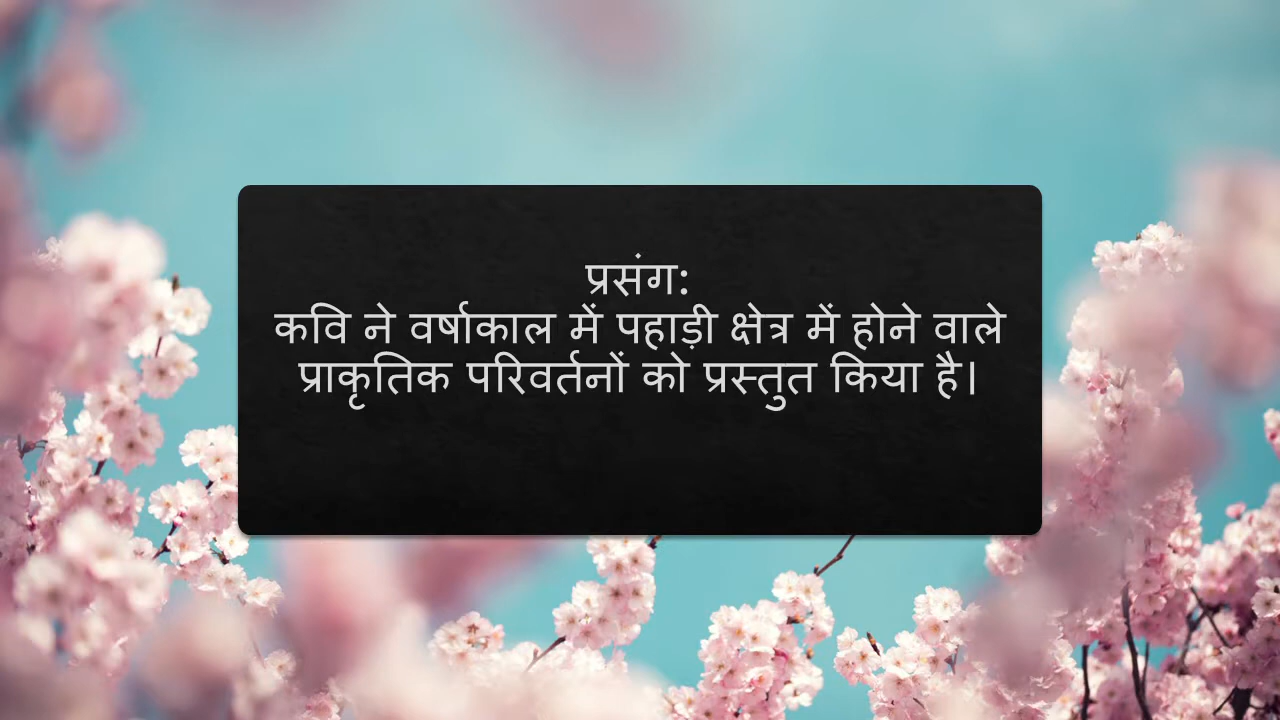 प्रसंग:
कवि ने वर्षाकाल में पहाड़ी क्षेत्र में होने वाले
प्राकृतिक परिवर्तनों को प्रस्तुत किया है।